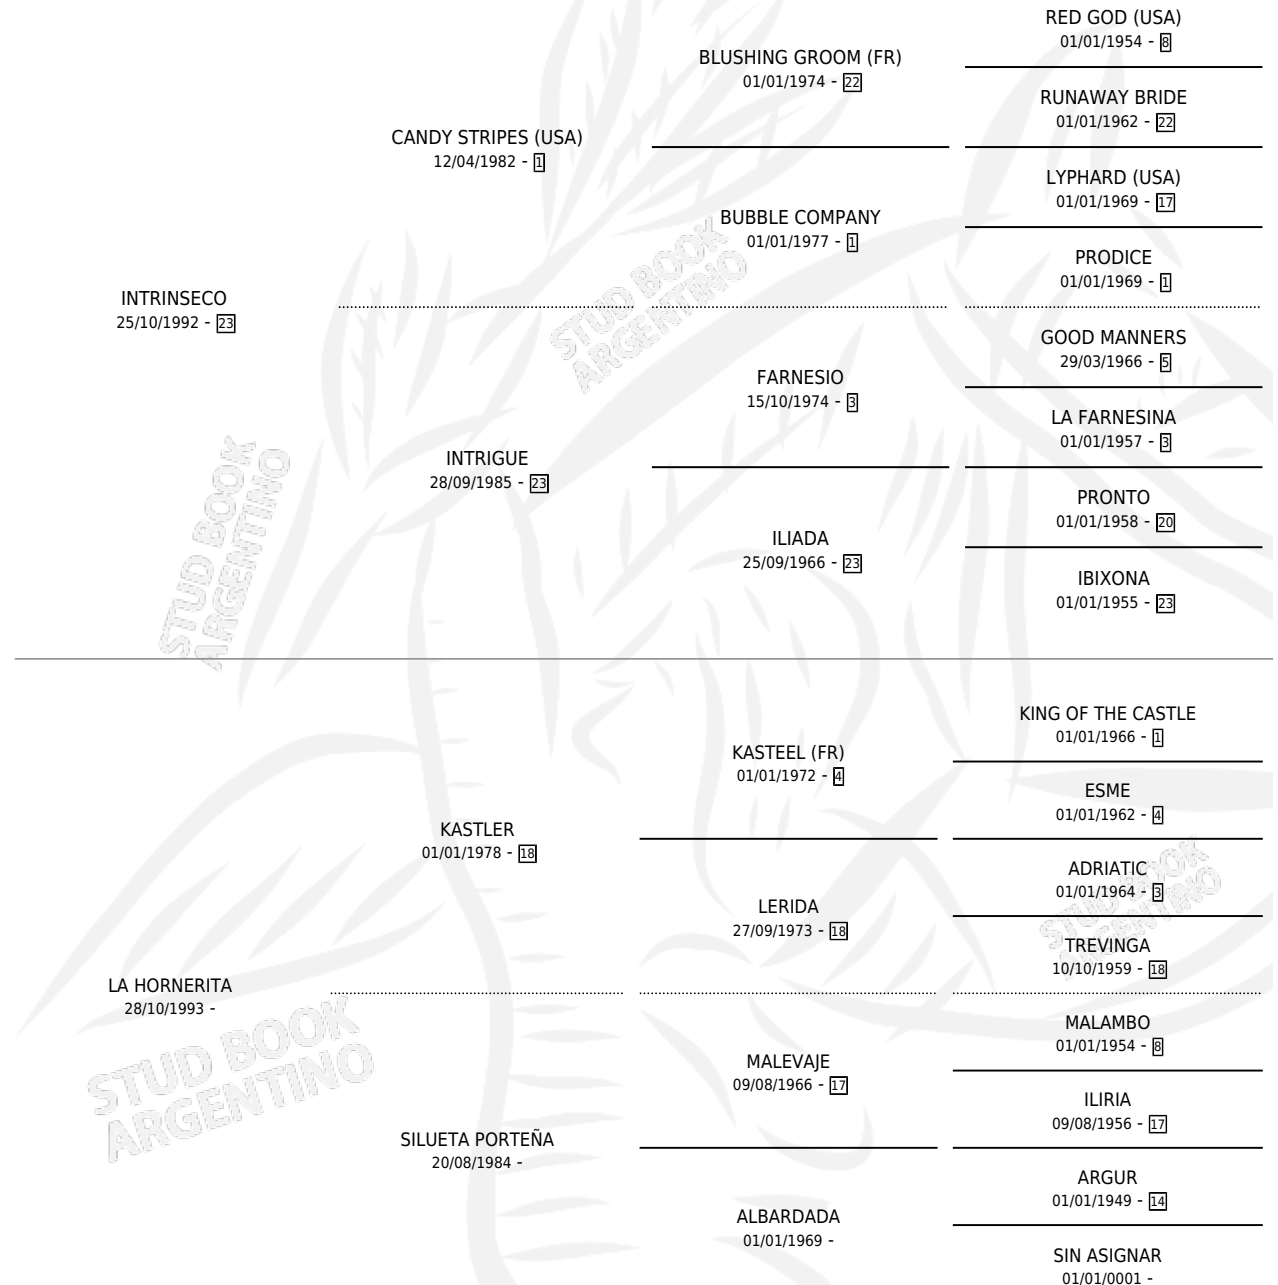 RED GOD (USA)
01/01/1954 - 8
BLUSHING GROOM (FR)
01/01/1974 - 22
RUNAWAY BRIDE
01/01/1962 - 22
CANDY STRIPES (USA)
12/04/1982 - 1
LYPHARD (USA)
01/01/1969 - 17
BUBBLE COMPANY
01/01/1977 - 1
PRODICE
01/01/1969 - 1
INTRINSECO
25/10/1992 - 23
STUD BOOK
ARGENTINO
GOOD MANNERS
29/03/1966 - 5
FARNESIO
15/10/1974 - 3
LA FARNESINA
01/01/1957 - 3
INTRIGUE
28/09/1985 - 23
PRONTO
01/01/1958 - 20
ILIADA
25/09/1966 - 23
IBIXONA
01/01/1955 - 23
STUD BOOK
ARGENTINO
KING OF THE CASTLE
01/01/1966 - 1
KASTEEL (FR)
01/01/1972 - 4
ESME
01/01/1962 - 4
KASTLER
01/01/1978 - 18
ADRIATIC
01/01/1964 - 3
LERIDA
27/09/1973 - 18
STUD BOOK
ARGENTINO
TREVINGA
10/10/1959 - 18
LA HORNERITA
28/10/1993 -
MALAMBO
01/01/1954 - 8
MALEVAJE
09/08/1966 - 17
STUD BOOK
ARGENTINO
ILIRIA
09/08/1956 - 17
SILUETA PORTEÑA
20/08/1984 -
ARGUR
01/01/1949 - 14
ALBARDADA
01/01/1969 -
SIN ASIGNAR
01/01/0001 -